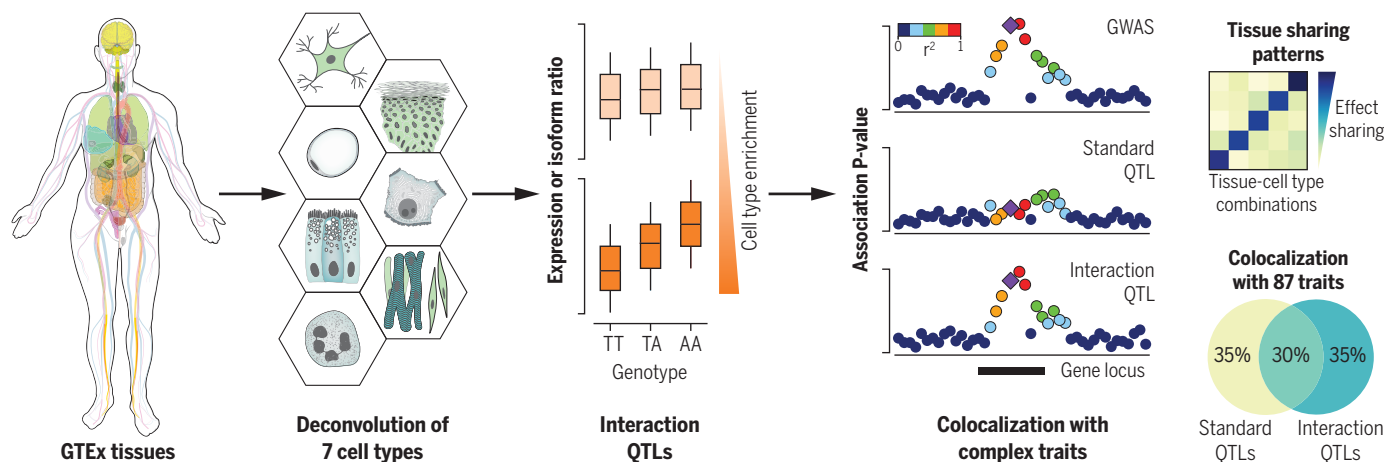 GTEx tissues
Deconvolution of
7 cell types
Expression or isoform ratio
Cell type enrichment
TT TA AA
Genotype
Interaction
QTLs
Association P-value
0 r² 1
GWAS
Standard
QTL
Interaction
QTL
Gene locus
Colocalization with
complex traits
Tissue sharing
patterns
Effect
sharing
Tissue-cell type
combinations
Colocalization
with 87 traits
35% 30% 35%
Standard
QTLs
Interaction
QTLs